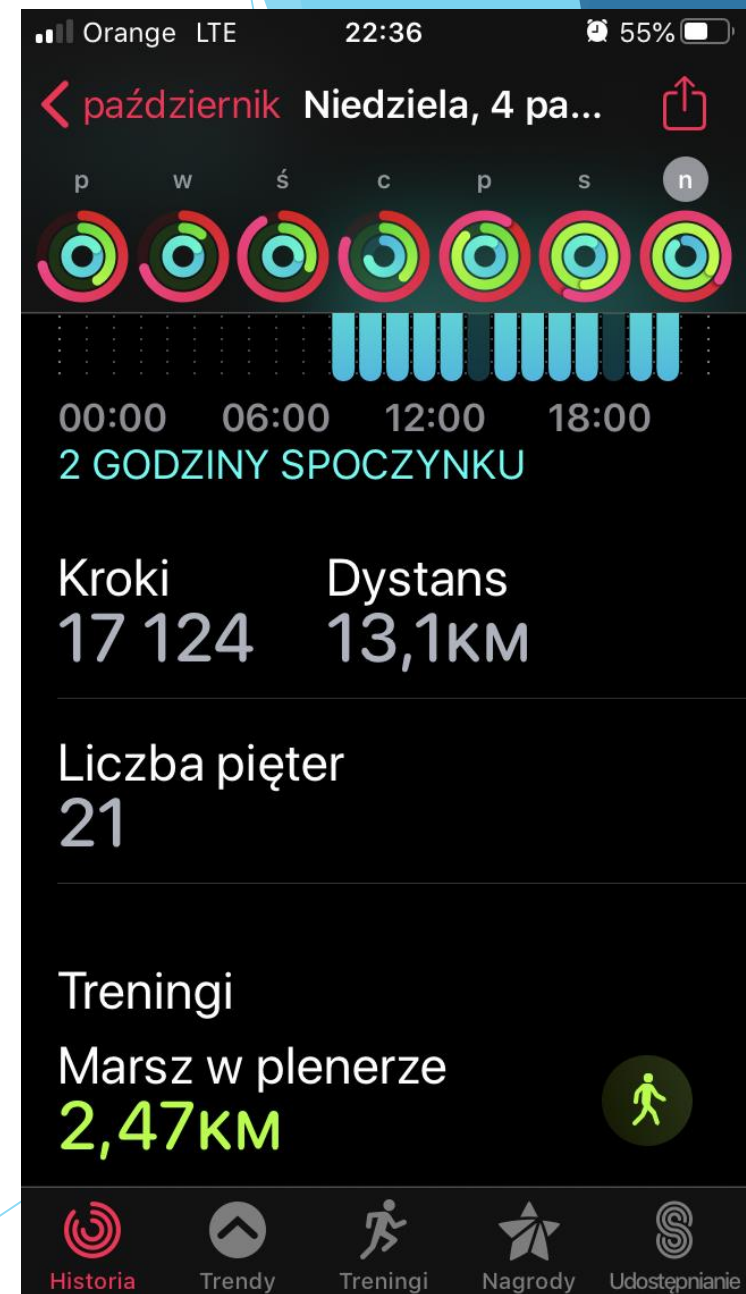 Orange LTE 22:36 55%
październik Niedziela, 4 pa...
p w ś c p s n
00:00 06:00 12:00 18:00
2 GODZINY SPOCZYNKU
Kroki Dystans
17 124 13,1KM
Liczba pięter
21
Treningi
Marsz w plenerze
2,47KM
Historia Trendy Treningi Nagrody Udostępnianie